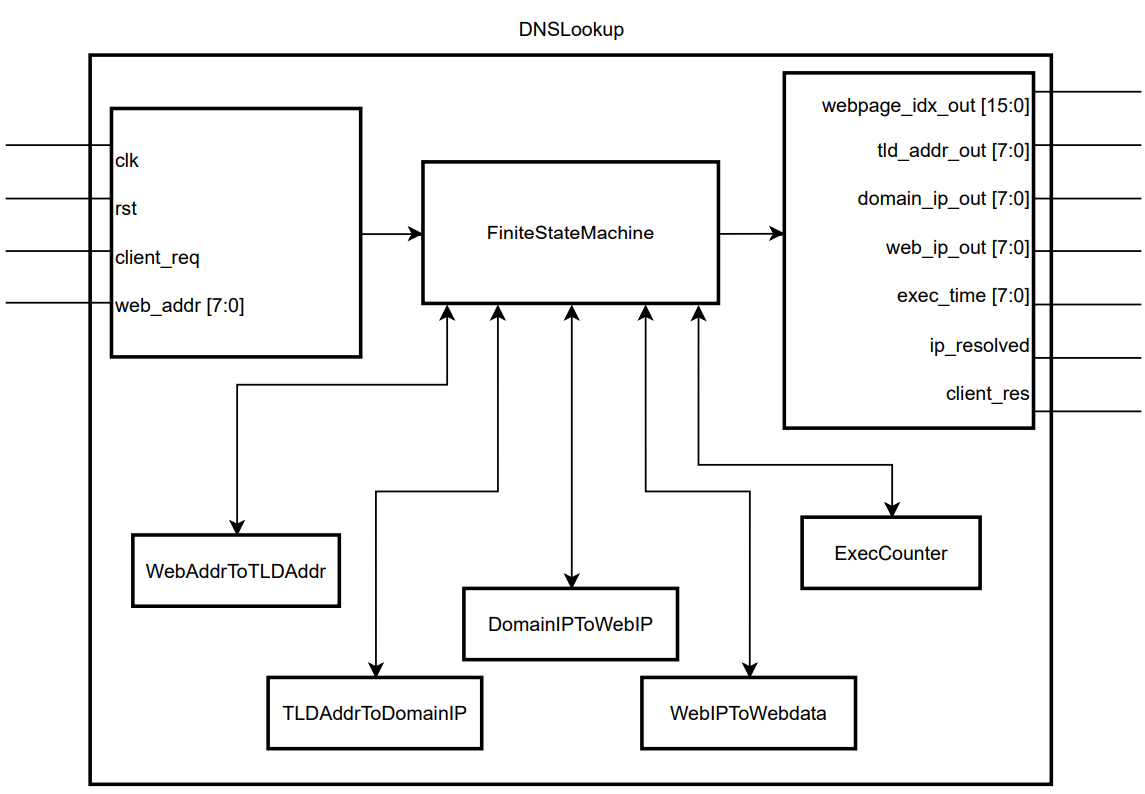 DNSLookup
clk
rst
client_req
web_addr [7:0]
FiniteStateMachine
webpage_idx_out [15:0]
tld_addr_out [7:0]
domain_ip_out [7:0]
web_ip_out [7:0]
exec_time [7:0]
ip_resolved
client_res
WebAddrToTLDAddr
ExecCounter
DomainIPToWebIP
TLDAddrToDomainIP
WebIPToWebdata